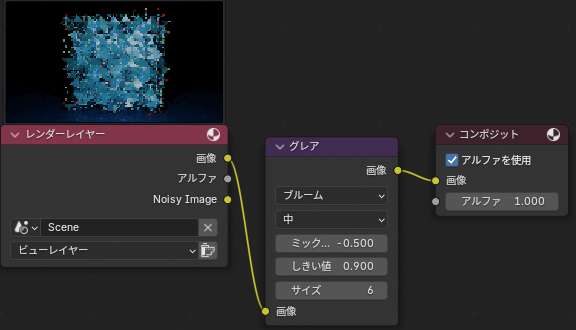 レンダーレイヤー
画像
アルファ
Noisy Image
Scene
ビューレイヤー
グレア
画像
ブルーム
中
ミック... -0.500
しきい値 0.900
サイズ 6
画像
コンポジット
アルファを使用
画像
アルファ 1.000